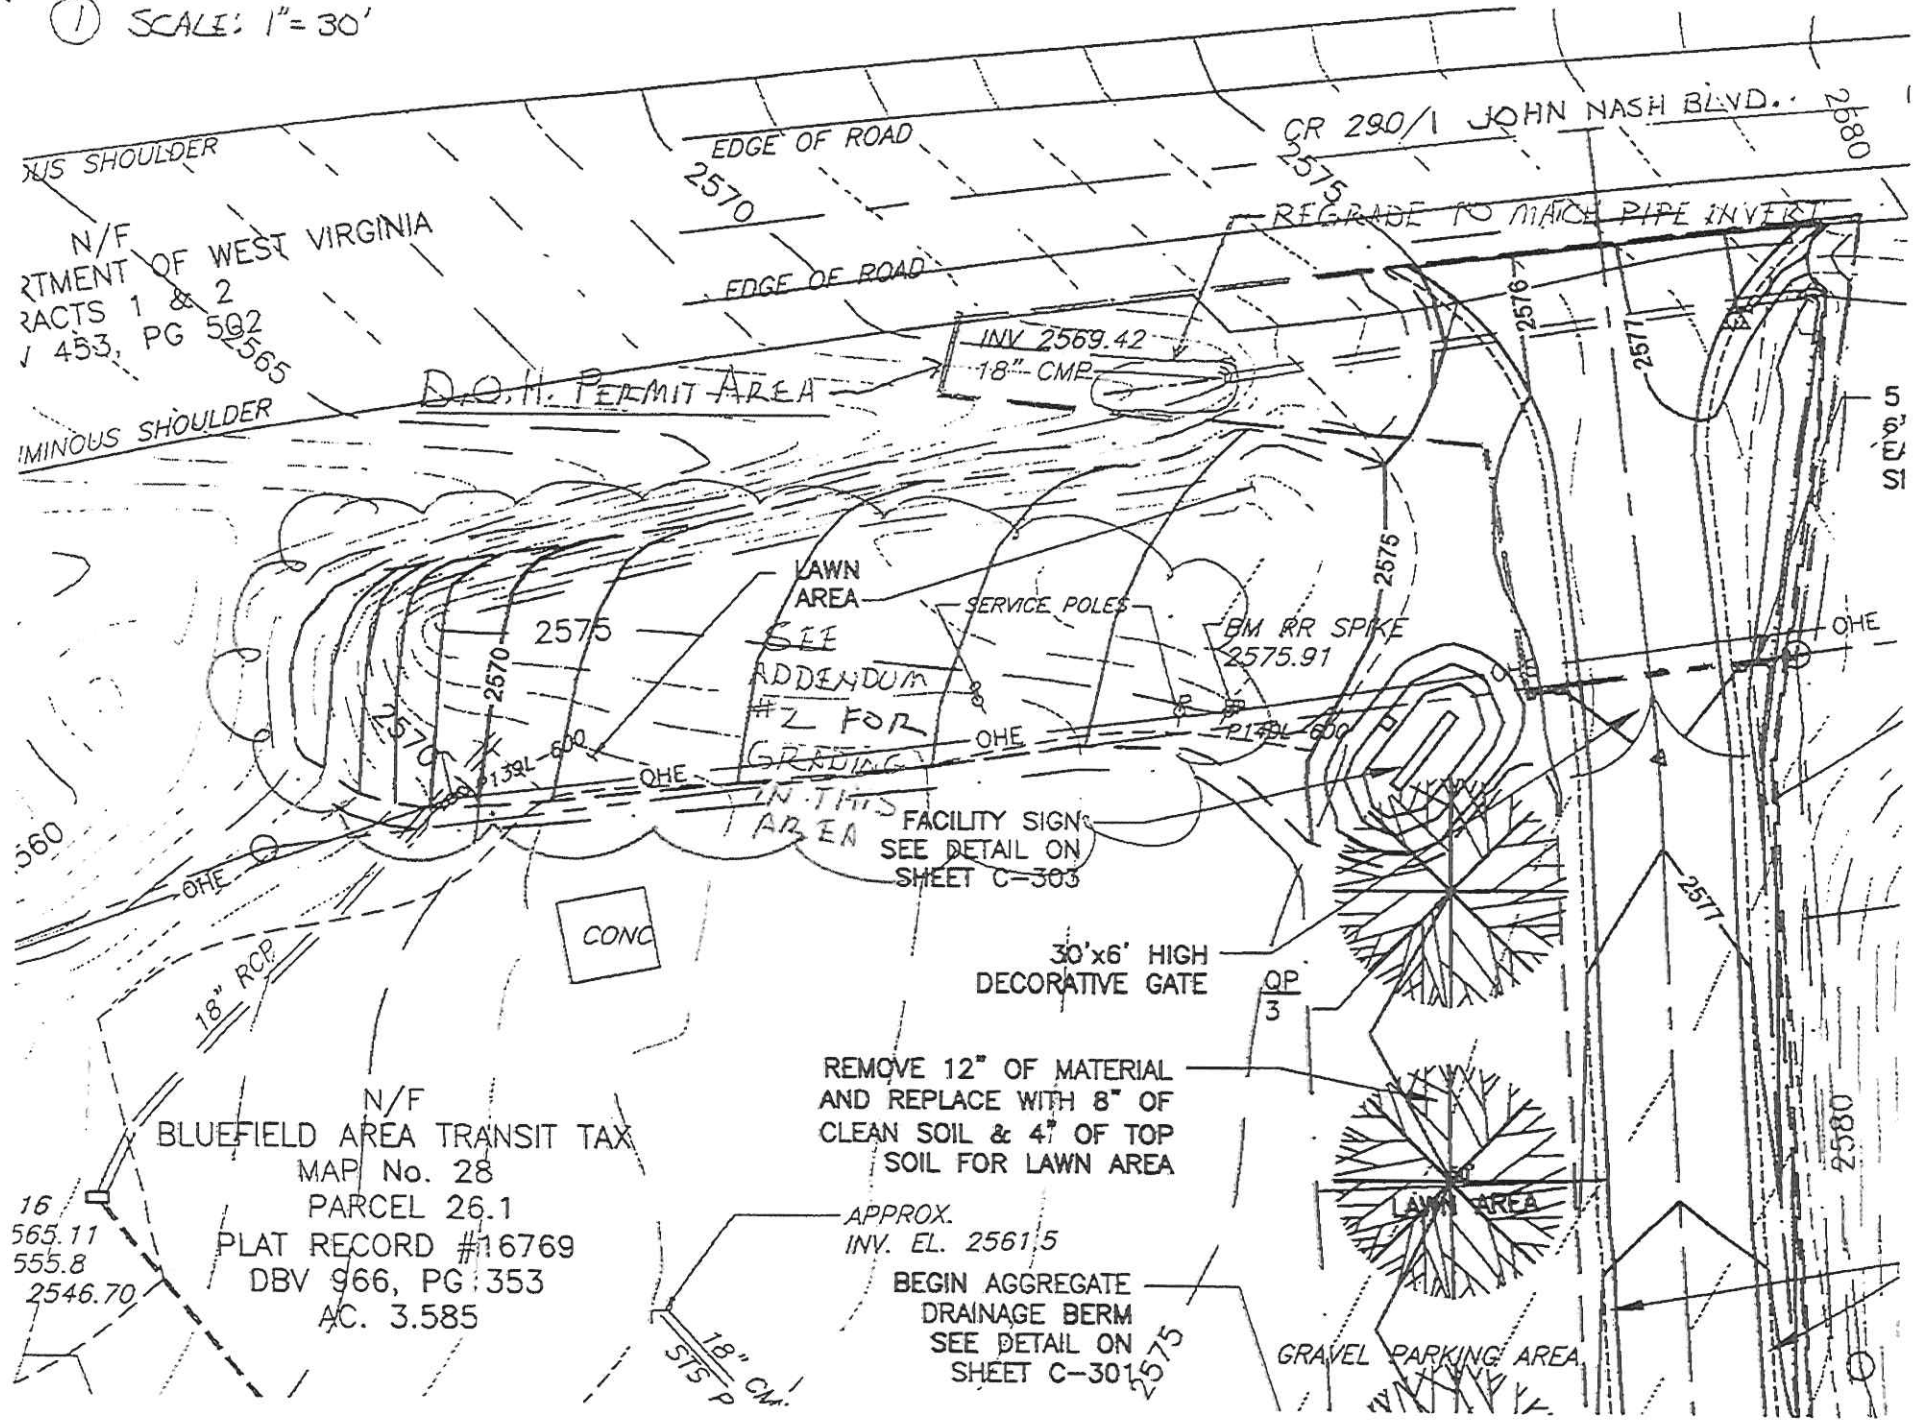 ① SCALE: 1"=30'
EDGE OF ROAD
CR 290/1 JOHN NASH BLVD.
2580
SHOULDER
2570
2575
REGRADE TO MATCH PIPE INVERT
N/F
OF WEST VIRGINIA
1 & 2
453, PG 502
2565
EDGE OF ROAD
INV 2569.42
18" CMP
2576
2577
D.O.H. PERMIT AREA
SHOULDER
5
6'
2575
LAWN
AREA
SERVICE POLES
BM RR SPIKE
2575.91
OHE
2575
2570
SEE
ADDENDUM
#2 FOR
GRADING
IN THIS
AREA
2570
P139L-600
OHE
OHE
P140L-600
FACILITY SIGN
SEE DETAIL ON
SHEET C-303
560
OHE
CONC
2577
18" RCP
30'x6' HIGH
DECORATIVE GATE
QP
3
REMOVE 12" OF MATERIAL
AND REPLACE WITH 8" OF
CLEAN SOIL & 4" OF TOP
SOIL FOR LAWN AREA
N/F
BLUEFIELD AREA TRANSIT TAX
MAP No. 28
PARCEL 26.1
PLAT RECORD #16769
DBV 966, PG 353
AC. 3.585
2580
LAWN AREA
16
565.11
555.8
2546.70
APPROX.
INV. EL. 2561.5
BEGIN AGGREGATE
DRAINAGE BERM
SEE DETAIL ON
SHEET C-301
2575
18"
STS P
GRAVEL PARKING AREA